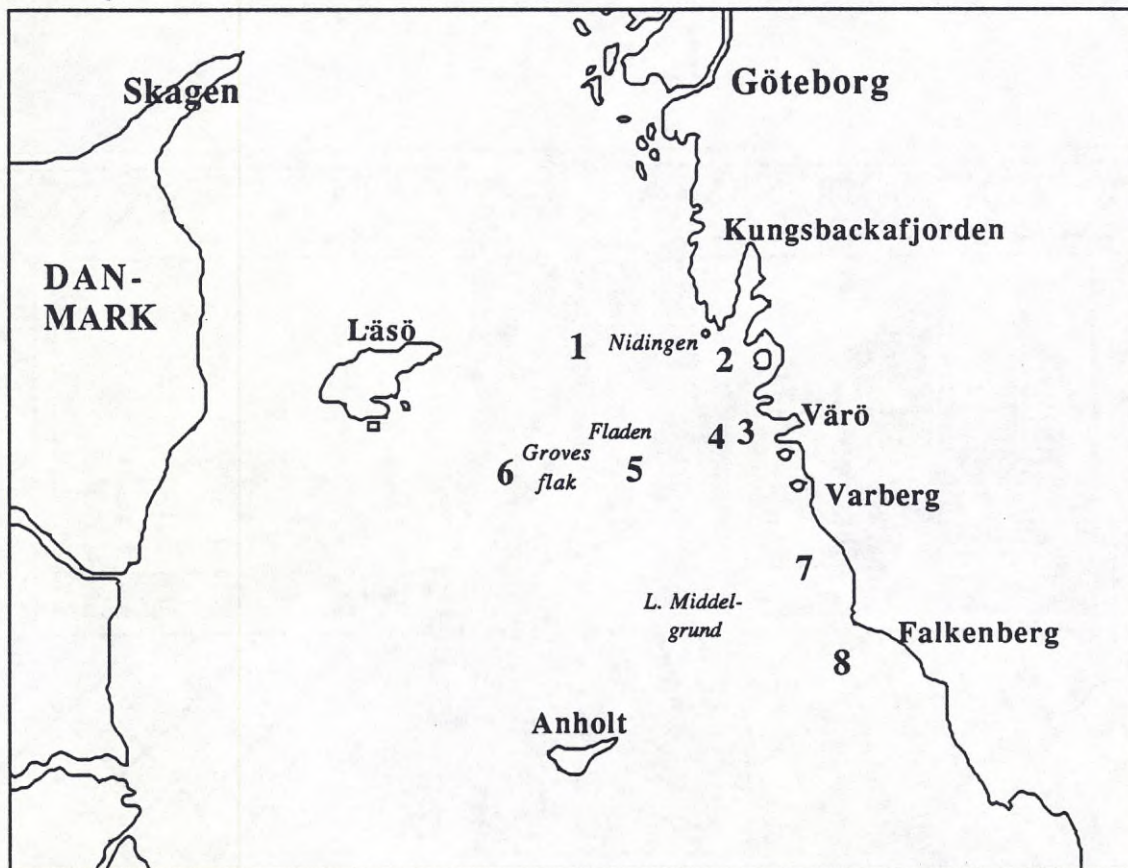 Skagen
Göteborg
Kungsbackafjorden
DAN-
MARK
Läsö
1
Nidingen
2
Värö
Fladen
4
3
6
Groves
flak
5
Varberg
7
L. Middel-
grund
Falkenberg
8
Anholt